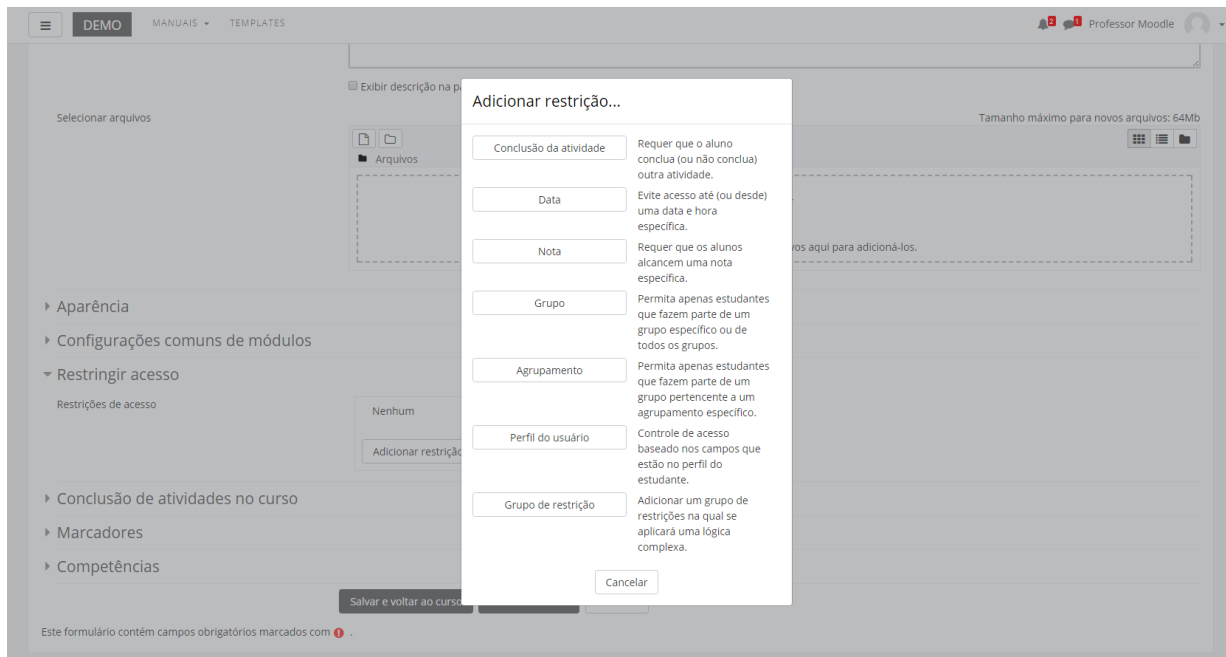 DEMO MANUAIS TEMPLATES 2 1 Professor Moodle
Exibir descrição na
Selecionar arquivos
Tamanho máximo para novos arquivos: 64Mb
Arquivos
aqui para adicioná-los.
Aparência
Configurações comuns de módulos
Restringir acesso
Restrições de acesso
Nenhum
Adicionar restrição
Conclusão de atividades no curso
Marcadores
Competências
Salvar e voltar ao curso
Este formulário contém campos obrigatórios marcados com .
Adicionar restrição...
Conclusão da atividade
Requer que o aluno
conclua (ou não conclua)
outra atividade.
Data
Evite acesso até (ou desde)
uma data e hora
específica.
Nota
Requer que os alunos
alcancem uma nota
específica.
Grupo
Permita apenas estudantes
que fazem parte de um
grupo específico ou de
todos os grupos.
Agrupamento
Permita apenas estudantes
que fazem parte de um
grupo pertencente a um
agrupamento específico.
Perfil do usuário
Controle de acesso
baseado nos campos que
estão no perfil do
estudante.
Grupo de restrição
Adicionar um grupo de
restrições na qual se
aplicará uma lógica
complexa.
Cancelar